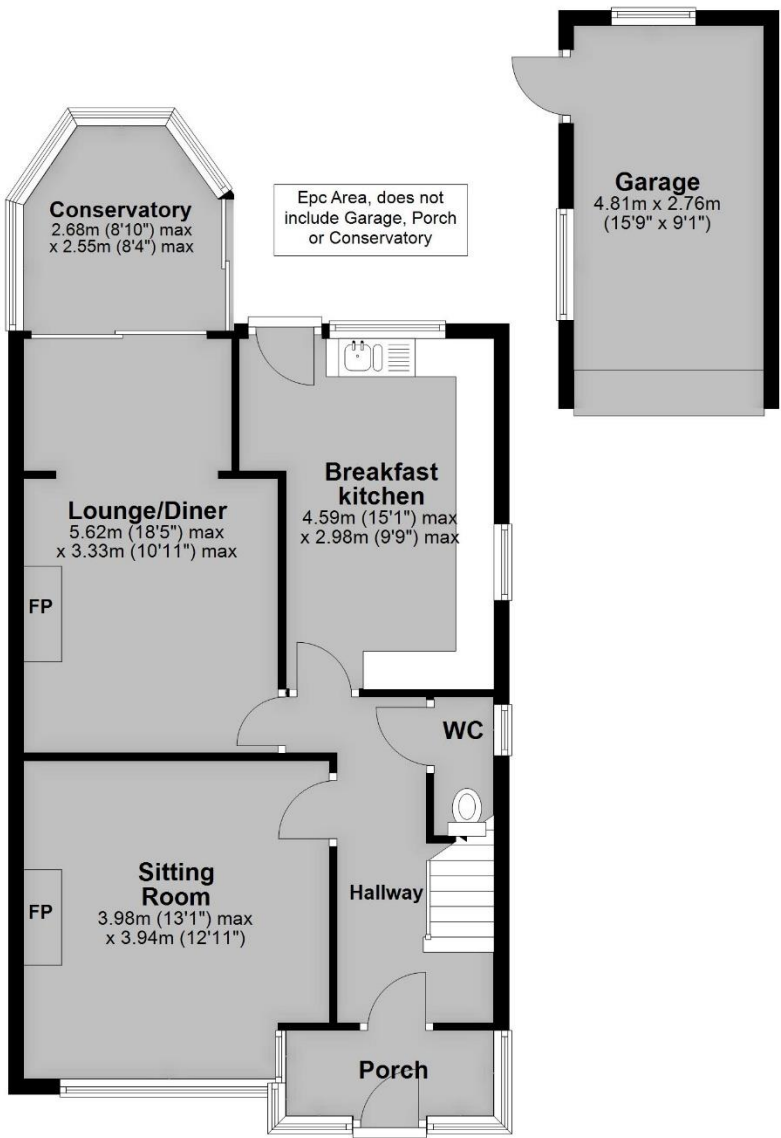 Garage
4.81m x 2.76m
(15'9" x 9'1")
Conservatory
2.68m (8'10") max
x 2.55m (8'4") max
Epc Area, does not
include Garage, Porch
or Conservatory
Lounge/Diner
5.62m (18'5") max
x 3.33m (10'11") max
Breakfast
kitchen
4.59m (15'1") max
x 2.98m (9'9") max
FP
WC
Sitting
Room
3.98m (13'1") max
x 3.94m (12'11")
FP
Hallway
Porch